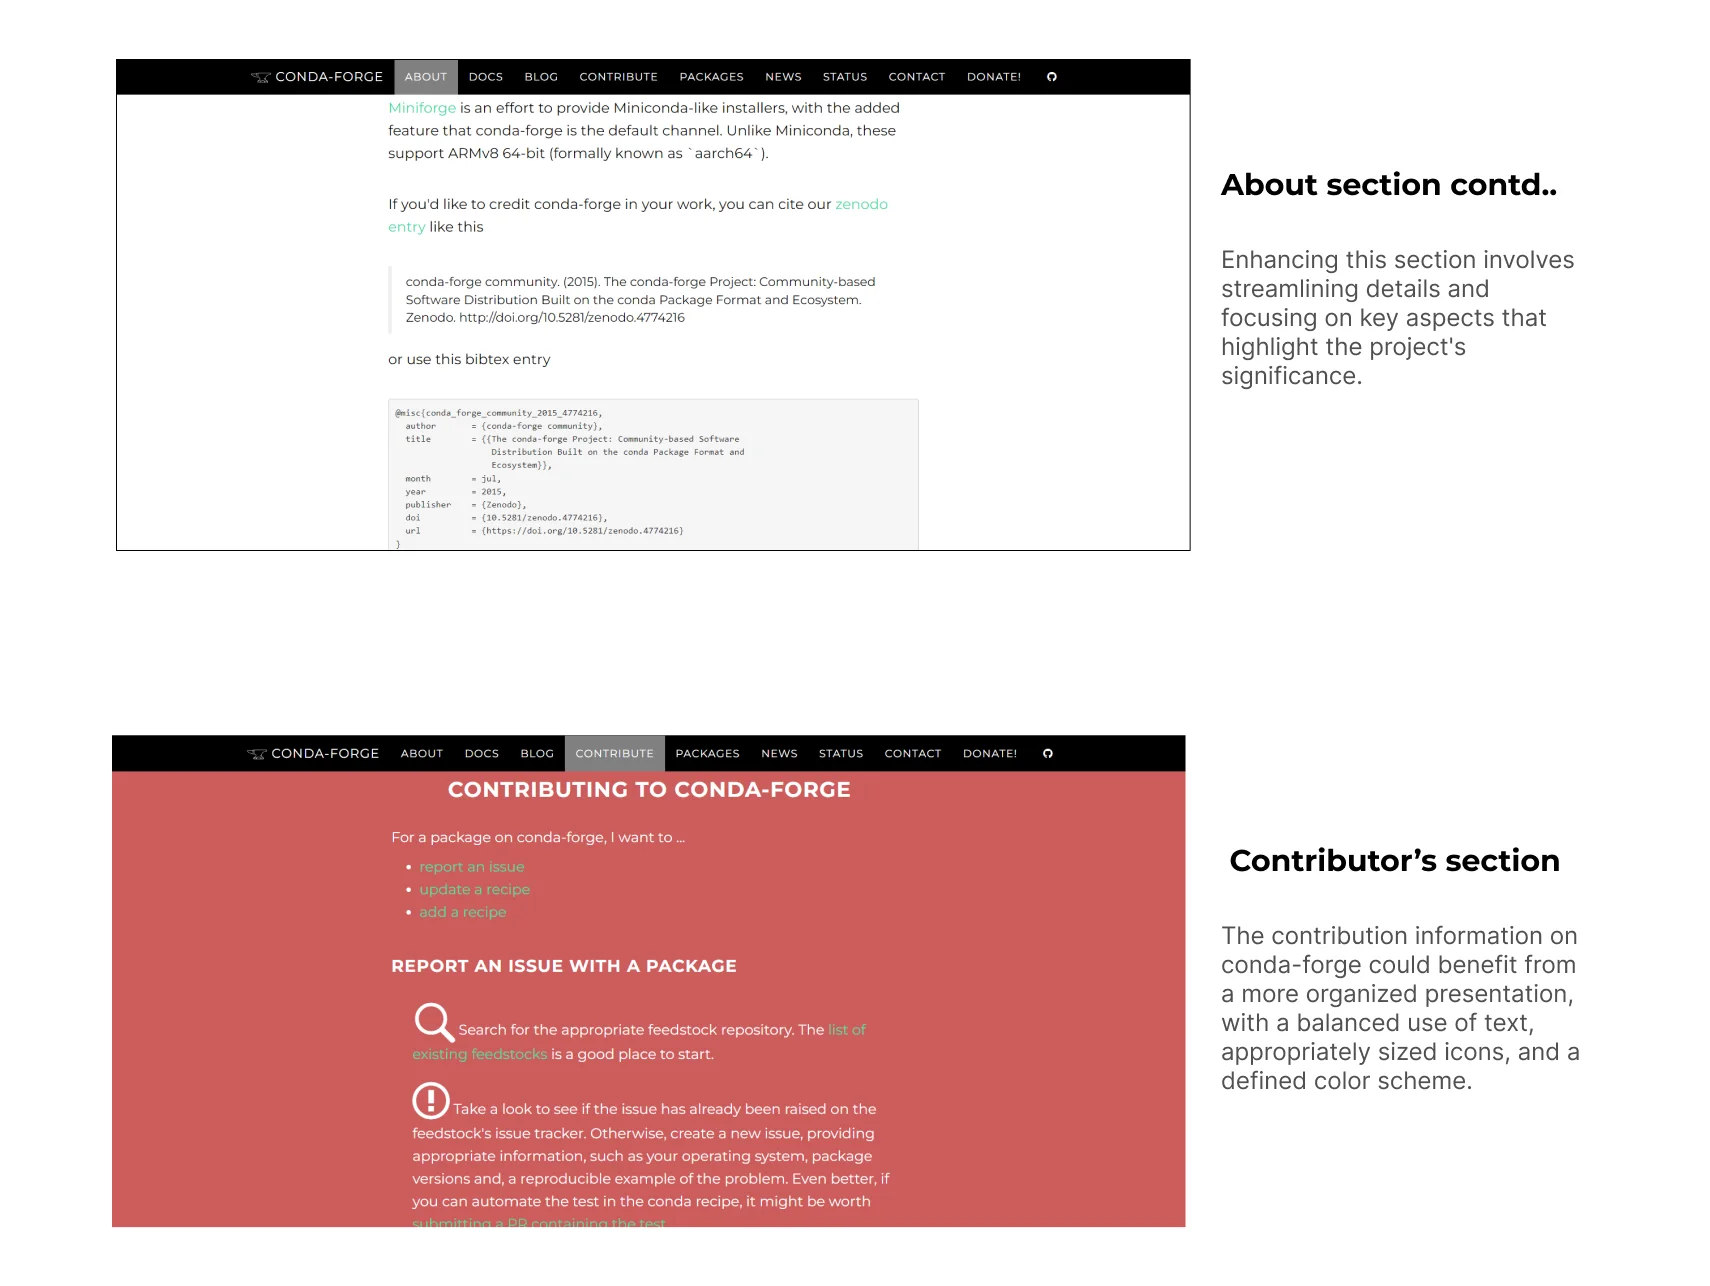 CONDA-FORGE ABOUT DOCS BLOG CONTRIBUTE PACKAGES NEWS STATUS CONTACT DONATE!
Miniforge is an effort to provide Miniconda-like installers, with the added
feature that conda-forge is the default channel. Unlike Miniconda, these
support ARMv8 64-bit (formally known as `aarch64`).
If you'd like to credit conda-forge in your work, you can cite our zenodo
entry like this
conda-forge community. (2015). The conda-forge Project: Community-based
Software Distribution Built on the conda Package Format and Ecosystem.
Zenodo. http://doi.org/10.5281/zenodo.4774216
or use this bibtex entry
@misc{conda_forge_community_2015_4774216,
author = {conda-forge community},
title = {{The conda-forge Project: Community-based Software
Distribution Built on the conda Package Format and
Ecosystem}},
month = jul,
year = 2015,
publisher = {Zenodo},
doi = {10.5281/zenodo.4774216},
url = {https://doi.org/10.5281/zenodo.4774216}
}
About section contd..
Enhancing this section involves
streamlining details and
focusing on key aspects that
highlight the project's
significance.
CONDA-FORGE ABOUT DOCS BLOG CONTRIBUTE PACKAGES NEWS STATUS CONTACT DONATE!
CONTRIBUTING TO CONDA-FORGE
For a package on conda-forge, I want to ...
• report an issue
• update a recipe
• add a recipe
REPORT AN ISSUE WITH A PACKAGE
Search for the appropriate feedstock repository. The list of
existing feedstocks is a good place to start.
Take a look to see if the issue has already been raised on the
feedstock's issue tracker. Otherwise, create a new issue, providing
appropriate information, such as your operating system, package
versions and, a reproducible example of the problem. Even better, if
you can automate the test in the conda recipe, it might be worth
submitting a PR containing the test
Contributor’s section
The contribution information on
conda-forge could benefit from
a more organized presentation,
with a balanced use of text,
appropriately sized icons, and a
defined color scheme.